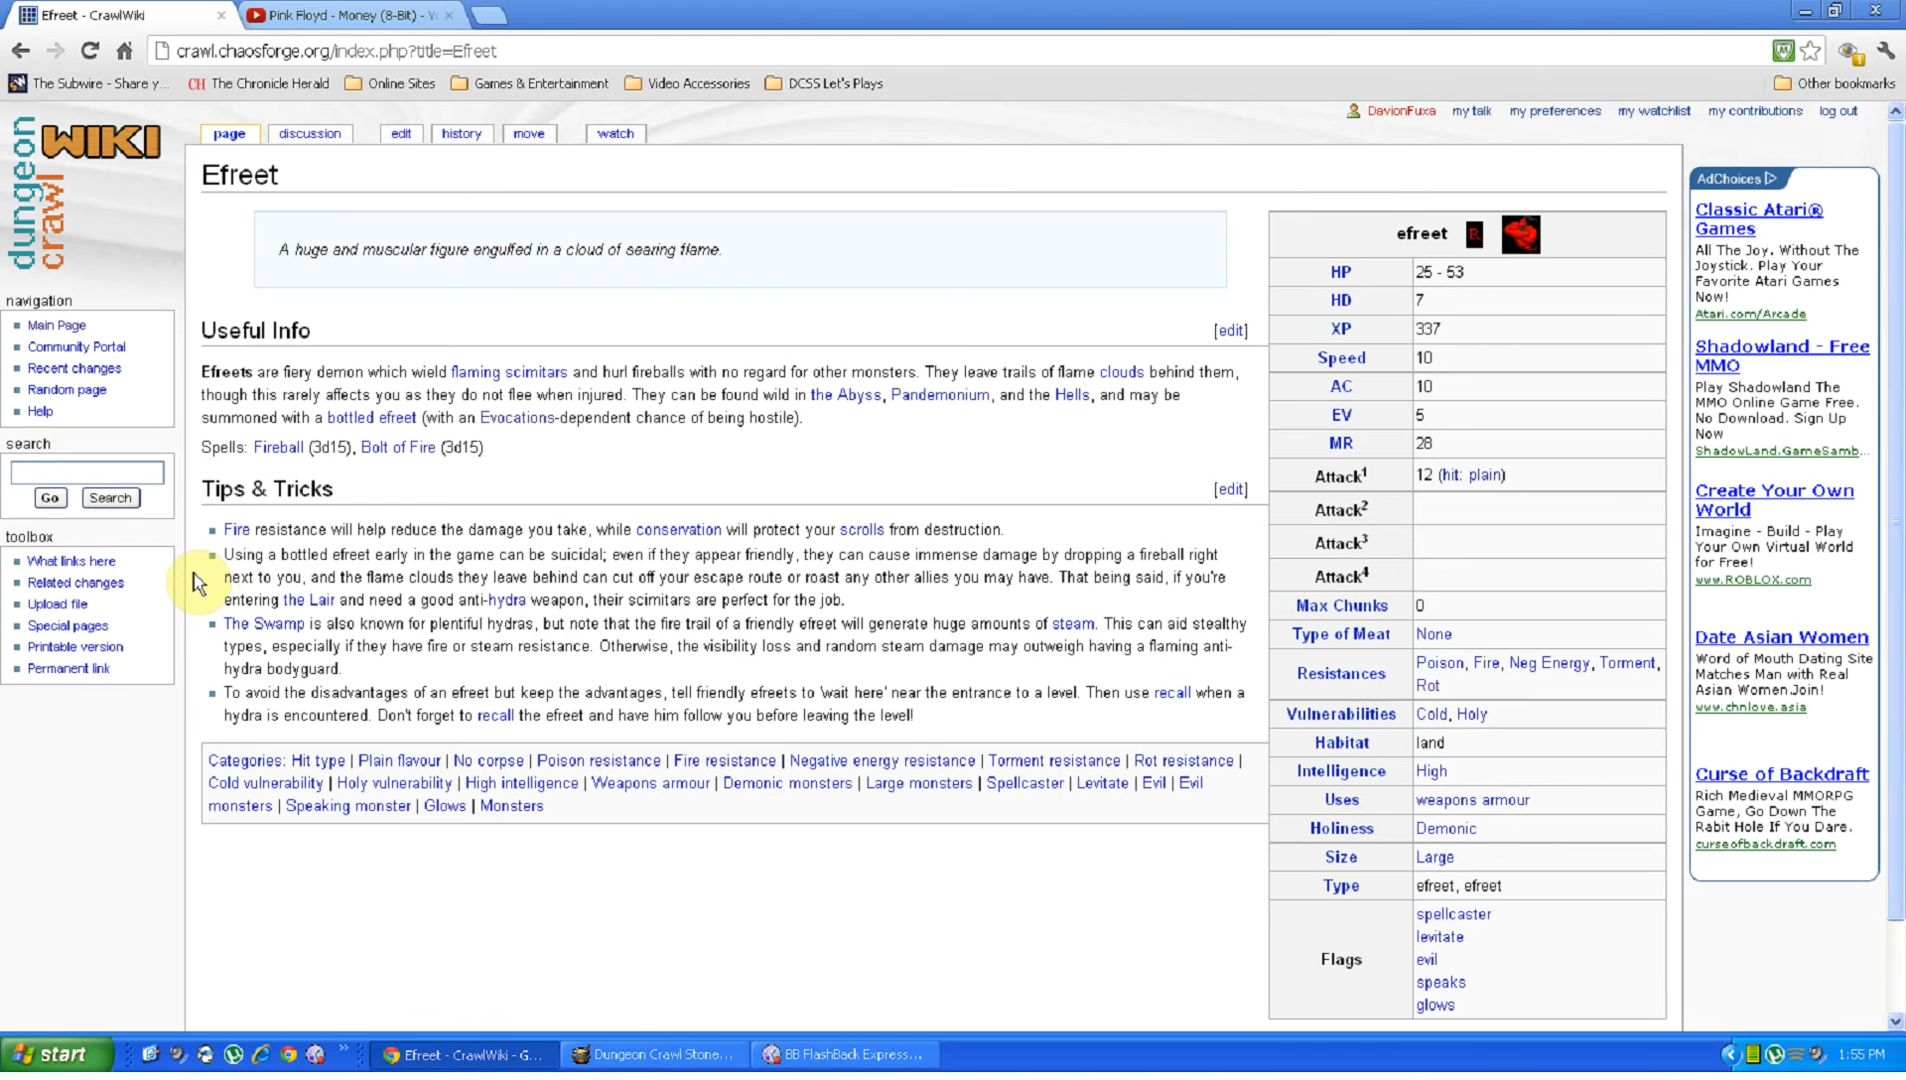 Efreet - CrawlWiki
Pink Floyd - Money (8-Bit) - Yo
crawl.chaosforge.org/index.php?title=Efreet
The Subwire - Share y...
CH The Chronicle Herald
Online Sites
Games & Entertainment
Video Accessories
DCSS Let's Plays
Other bookmarks
DavionFuxa my talk my preferences my watchlist my contributions log out
dungeon crawl WIKI
page discussion edit history move watch
navigation
Main Page
Community Portal
Recent changes
Random page
Help
search
Go Search
toolbox
What links here
Related changes
Upload file
Special pages
Printable version
Permanent link
Efreet
A huge and muscular figure engulfed in a cloud of searing flame.
Useful Info [edit]
Efreets are fiery demon which wield flaming scimitars and hurl fireballs with no regard for other monsters. They leave trails of flame clouds behind them,
though this rarely affects you as they do not flee when injured. They can be found wild in the Abyss, Pandemonium, and the Hells, and may be
summoned with a bottled efreet (with an Evocations-dependent chance of being hostile).
Spells: Fireball (3d15), Bolt of Fire (3d15)
Tips & Tricks [edit]
Fire resistance will help reduce the damage you take, while conservation will protect your scrolls from destruction.
Using a bottled efreet early in the game can be suicidal; even if they appear friendly, they can cause immense damage by dropping a fireball right
next to you, and the flame clouds they leave behind can cut off your escape route or roast any other allies you may have. That being said, if you're
entering the Lair and need a good anti-hydra weapon, their scimitars are perfect for the job.
The Swamp is also known for plentiful hydras, but note that the fire trail of a friendly efreet will generate huge amounts of steam. This can aid stealthy
types, especially if they have fire or steam resistance. Otherwise, the visibility loss and random steam damage may outweigh having a flaming anti-
hydra bodyguard.
To avoid the disadvantages of an efreet but keep the advantages, tell friendly efreets to 'wait here' near the entrance to a level. Then use recall when a
hydra is encountered. Don't forget to recall the efreet and have him follow you before leaving the level!
Categories: Hit type | Plain flavour | No corpse | Poison resistance | Fire resistance | Negative energy resistance | Torment resistance | Rot resistance |
Cold vulnerability | Holy vulnerability | High intelligence | Weapons armour | Demonic monsters | Large monsters | Spellcaster | Levitate | Evil | Evil
monsters | Speaking monster | Glows | Monsters
efreet R
HP 25 - 53
HD 7
XP 337
Speed 10
AC 10
EV 5
MR 28
Attack1 12 (hit: plain)
Attack2
Attack3
Attack4
Max Chunks 0
Type of Meat None
Resistances Poison, Fire, Neg Energy, Torment,
Rot
Vulnerabilities Cold, Holy
Habitat land
Intelligence High
Uses weapons armour
Holiness Demonic
Size Large
Type efreet, efreet
Flags
spellcaster
levitate
evil
speaks
glows
AdChoices
Classic Atari®
Games
All The Joy. Without The
Joystick. Play Your
Favorite Atari Games
Now!
Atari.com/Arcade
Shadowland - Free
MMO
Play Shadowland The
MMO Online Game Free.
No Download. Sign Up
Now
ShadowLand.GameSamb...
Create Your Own
World
Imagine - Build - Play
Your Own Virtual World
for Free!
www.ROBLOX.com
Date Asian Women
Word of Mouth Dating Site
Matches Man with Real
Asian Women.Join!
www.chnlove.asia
Curse of Backdraft
Rich Medieval MMORPG
Game, Go Down The
Rabit Hole If You Dare.
curseofbackdraft.com
start
Efreet - CrawlWiki - G...
Dungeon Crawl Stone...
BB FlashBack Express...
1:55 PM